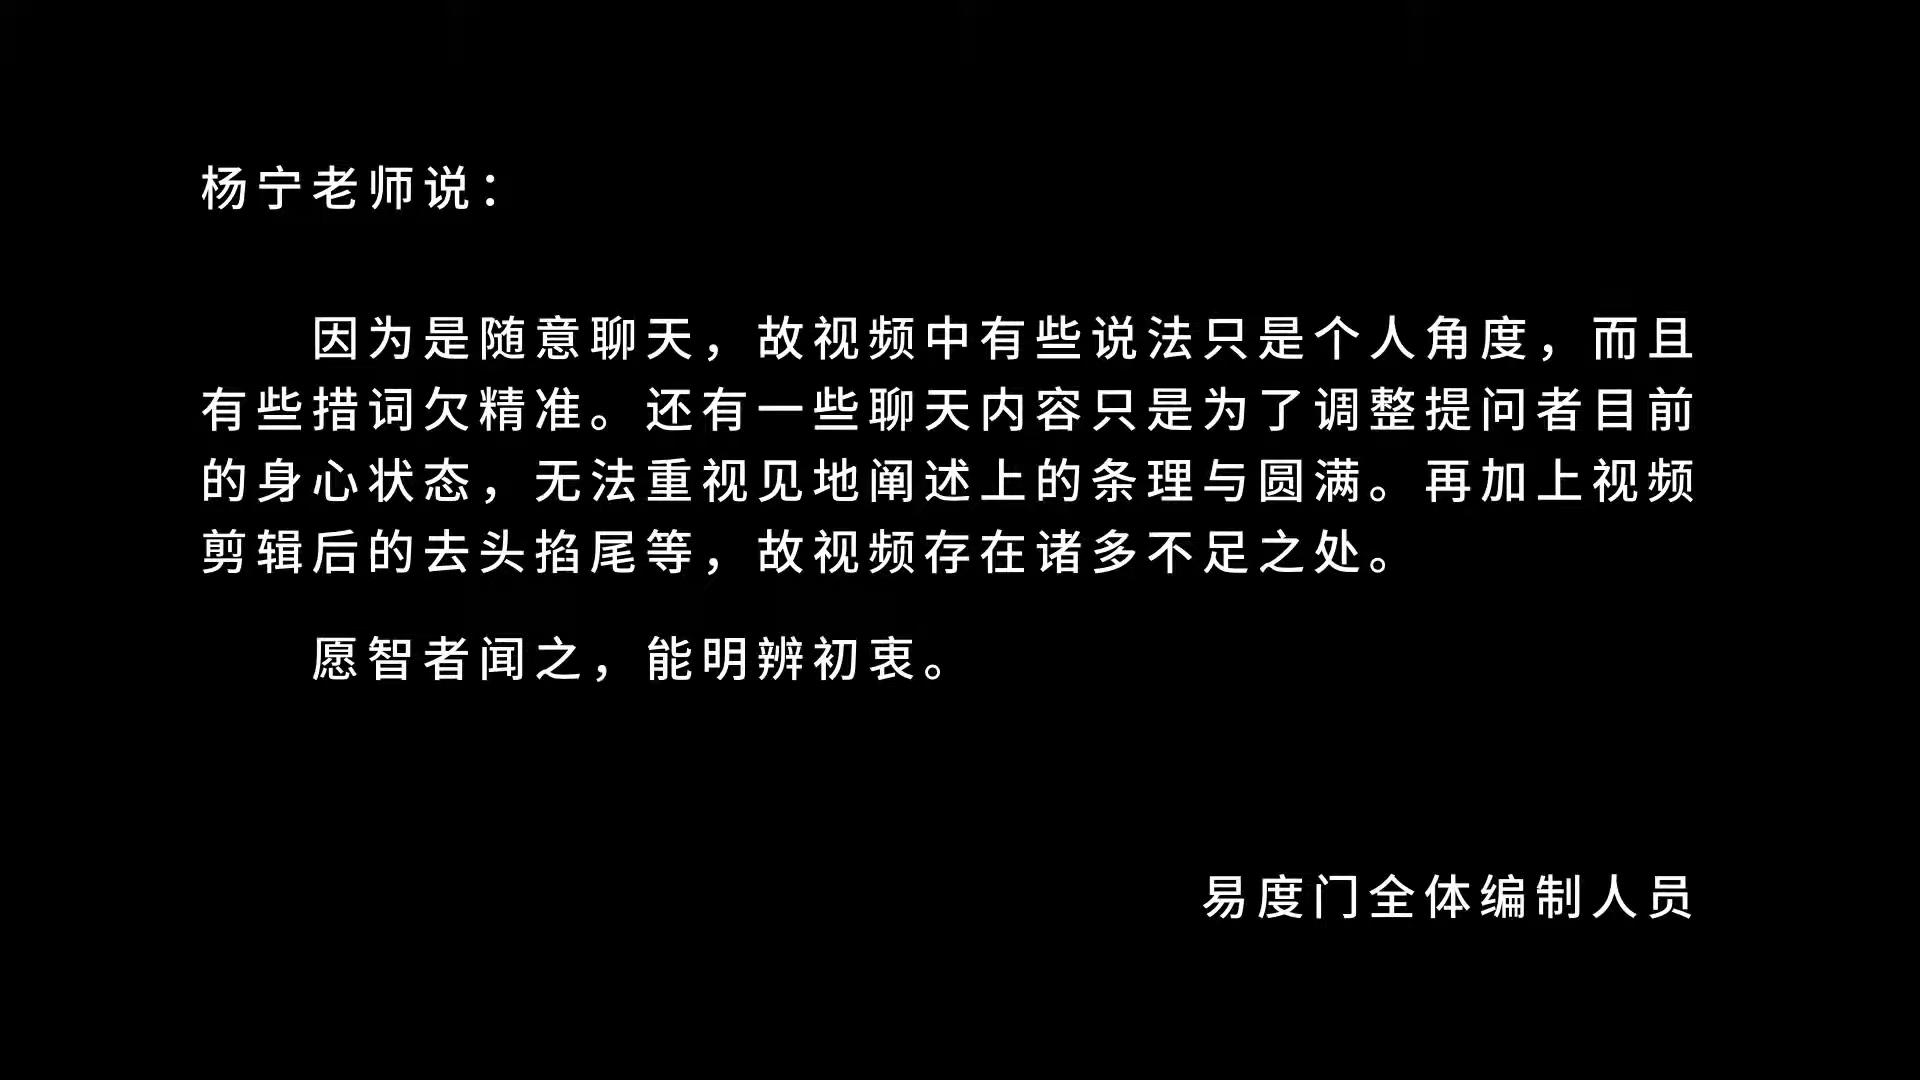 杨宁老师说：
因为是随意聊天，故视频中有些说法只是个人角度，而且
有些措词欠精准。还有一些聊天内容只是为了调整提问者目前
的身心状态，无法重视见地阐述上的条理与圆满。再加上视频
剪辑后的去头掐尾等，故视频存在诸多不足之处。
愿智者闻之，能明辨初衷。
易度门全体编制人员